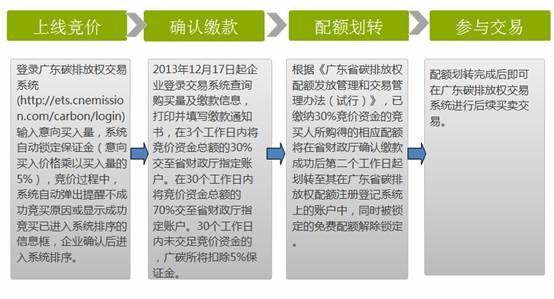 上线竞价
确认缴款
配额划转
参与交易
登录广东碳排放权交易
系统
(http://ets.cnemissio
n.com/carbon/login)
输入意向买入量，系统
自动锁定保证金（意向
买入价格乘以买入量的
5%），竞价过程中，
系统自动弹出提醒不成
功竞买原因或显示成功
竞买已进入系统排序的
信息框，企业确认后进
入系统排序。
2013年12月17日起企
业登录交易系统查询
购买量及缴款信息，
打印并填写缴款通知
书，在3个工作日内将
竞价资金总额的30%
交至省财政厅指定账
户。在30个工作日内
将竞价资金总额的
70%交至省财政厅指
定账户。30个工作日
内未交足竞价资金的
，广碳所将扣除5%保
证金。
根据《广东省碳排放权
配额发放管理和交易管
理办法（试行）》，已
缴纳30%竞价资金的竞
买人所购得的相应配额
将在省财政厅确认缴款
成功后第二个工作日起
划转至其在广东省碳排
放权配额注册登记系统
上的账户中，同时被锁
定的免费配额解除锁定
。
配额划转完成后即可
在广东碳排放权交易
系统进行后续买卖交
易。